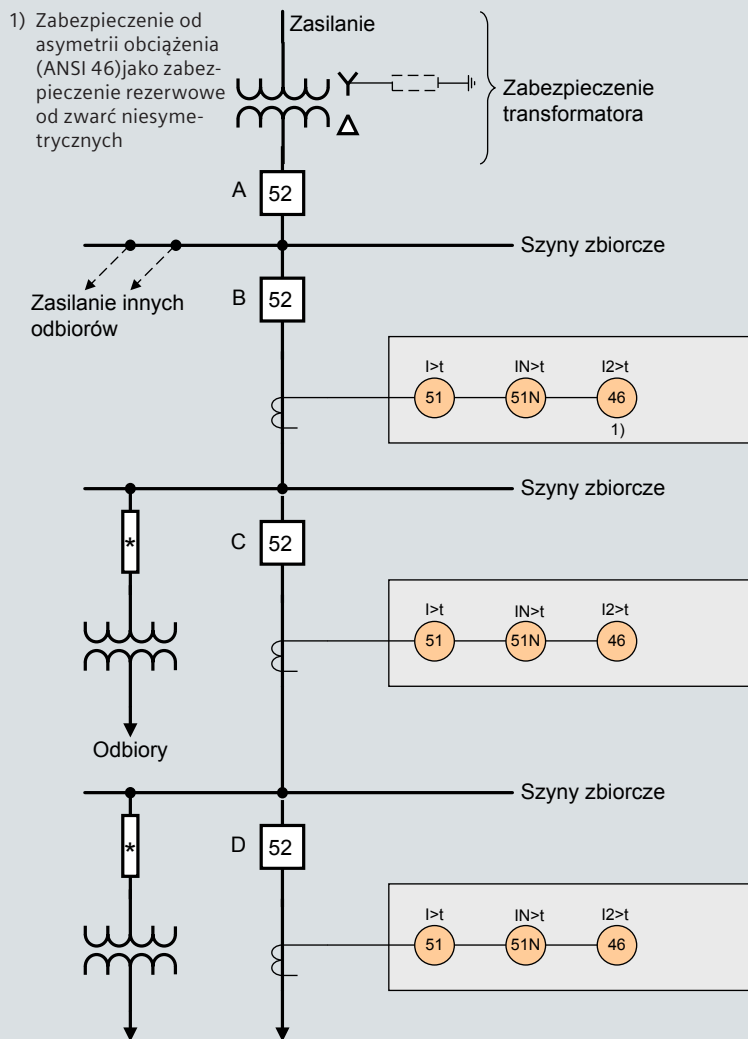 1) Zabezpieczenie od
asymetrii obciążenia
(ANSI 46)jako zabez-
pieczenie rezerwowe
od zwarć niesyme-
trycznych
Zasilanie
Zabezpieczenie
transformatora
A
52
Szyny zbiorcze
Zasilanie innych
odbiorów
B
52
I>t
IN>t
I2>t
51
51N
46
1)
Szyny zbiorcze
*
C
52
I>t
IN>t
I2>t
51
51N
46
Odbiory
Szyny zbiorcze
*
D
52
I>t
IN>t
I2>t
51
51N
46